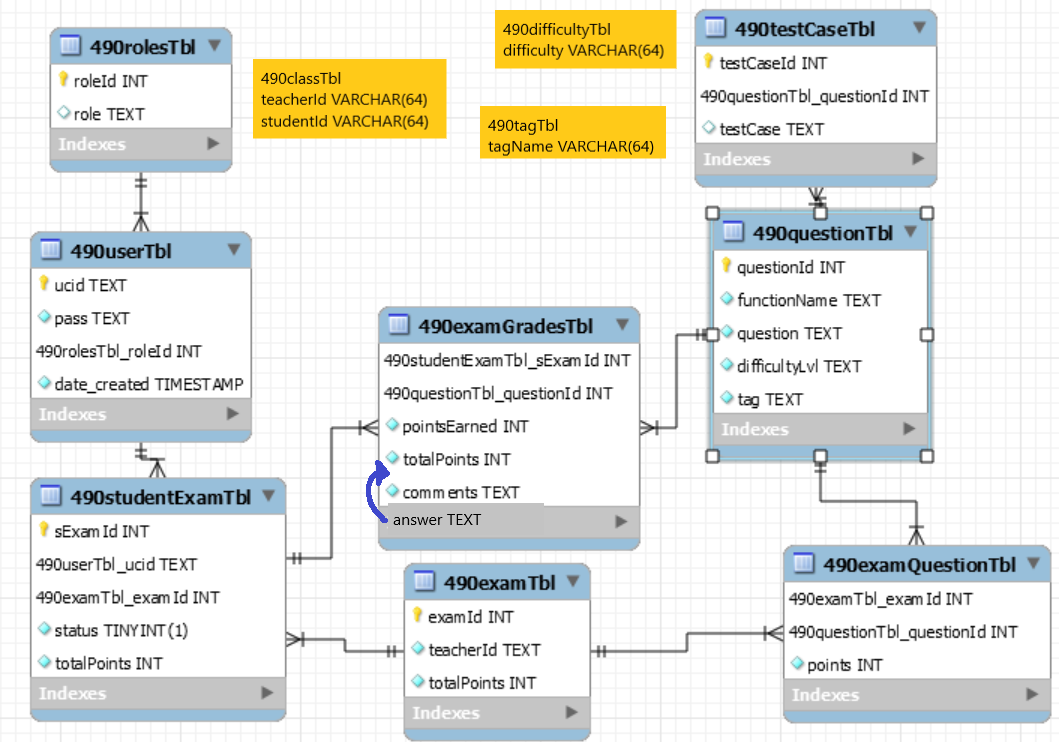 490rolesTbl
roleId INT
role TEXT
Indexes
490classTbl
teacherId VARCHAR(64)
studentId VARCHAR(64)
490difficultyTbl
difficulty VARCHAR(64)
490tagTbl
tagName VARCHAR(64)
490testCaseTbl
testCaseId INT
490questionTbl_questionId INT
testCase TEXT
Indexes
490userTbl
ucid TEXT
pass TEXT
490rolesTbl_roleId INT
date_created TIMESTAMP
Indexes
490questionTbl
questionId INT
functionName TEXT
question TEXT
difficultyLvl TEXT
tag TEXT
Indexes
490examGradesTbl
490studentExamTbl_sExamId INT
490questionTbl_questionId INT
pointsEarned INT
totalPoints INT
comments TEXT
answer TEXT
490studentExamTbl
sExamId INT
490userTbl_ucid TEXT
490examTbl_examId INT
status TINYINT(1)
totalPoints INT
Indexes
490examTbl
examId INT
teacherId TEXT
totalPoints INT
Indexes
490examQuestionTbl
490examTbl_examId INT
490questionTbl_questionId INT
points INT
Indexes